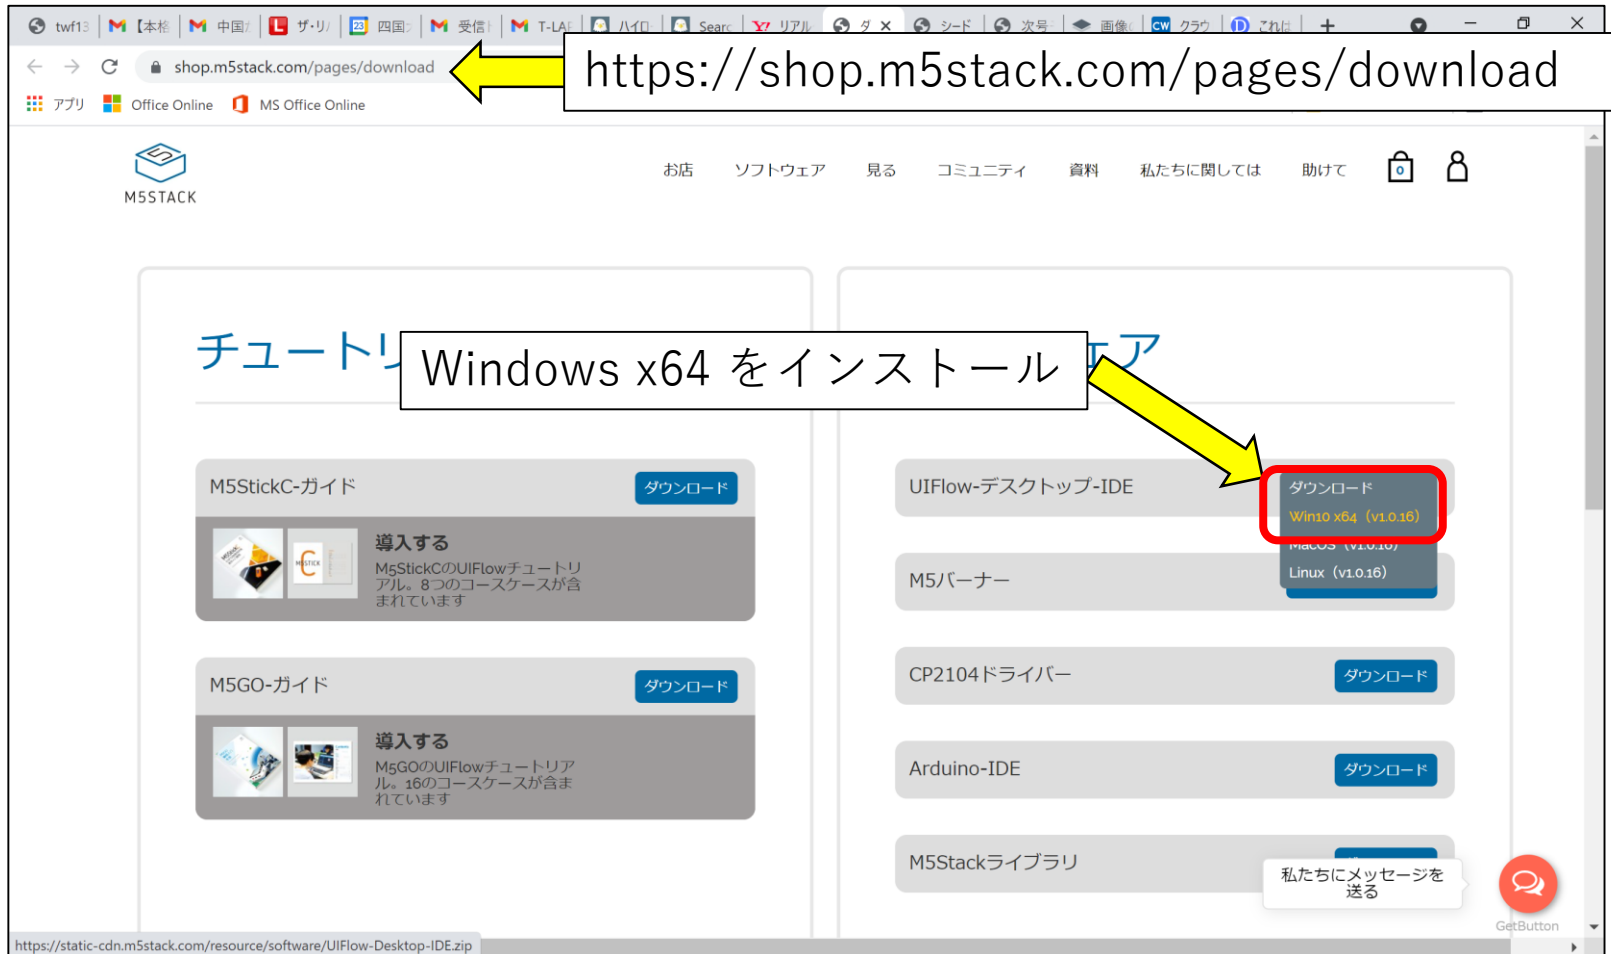 twf13
【本格
中国
ザ・リ
四国
受信
T-LAF
ハイロ
Searc
リアル
ダ
シード
次号
画像
クラウ
これは
shop.m5stack.com/pages/download
https://shop.m5stack.com/pages/download
アプリ
Office Online
MS Office Online
M5STACK
お店
ソフトウェア
見る
コミュニティ
資料
私たちに関しては
助けて
0
チュートリ
ェア
Windows x64 をインストール
M5StickC-ガイド
ダウンロード
導入する
M5StickCのUIFlowチュートリ
アル。8つのコースケースが含
まれています
M5GO-ガイド
ダウンロード
導入する
M5GOのUIFlowチュートリア
ル。16のコースケースが含ま
れています
UIFlow-デスクトップ-IDE
ダウンロード
Win10 x64（v1.0.16）
MacOS（v1.0.16）
Linux（v1.0.16）
M5バーナー
CP2104ドライバー
ダウンロード
Arduino-IDE
ダウンロード
M5Stackライブラリ
私たちにメッセージを
送る
GetButton
https://static-cdn.m5stack.com/resource/software/UIFlow-Desktop-IDE.zip